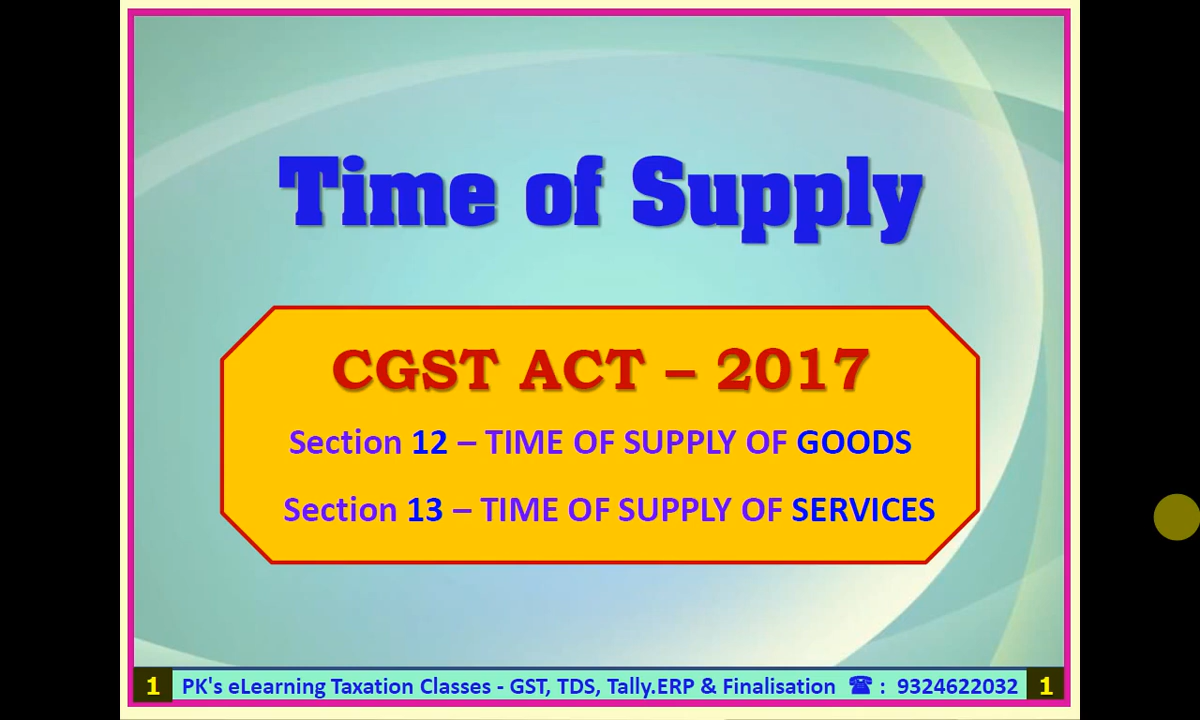 Time of Supply
CGST ACT – 2017
Section 12 – TIME OF SUPPLY OF GOODS
Section 13 – TIME OF SUPPLY OF SERVICES
1 PK's eLearning Taxation Classes - GST, TDS, Tally.ERP & Finalisation ☎ : 9324622032 1